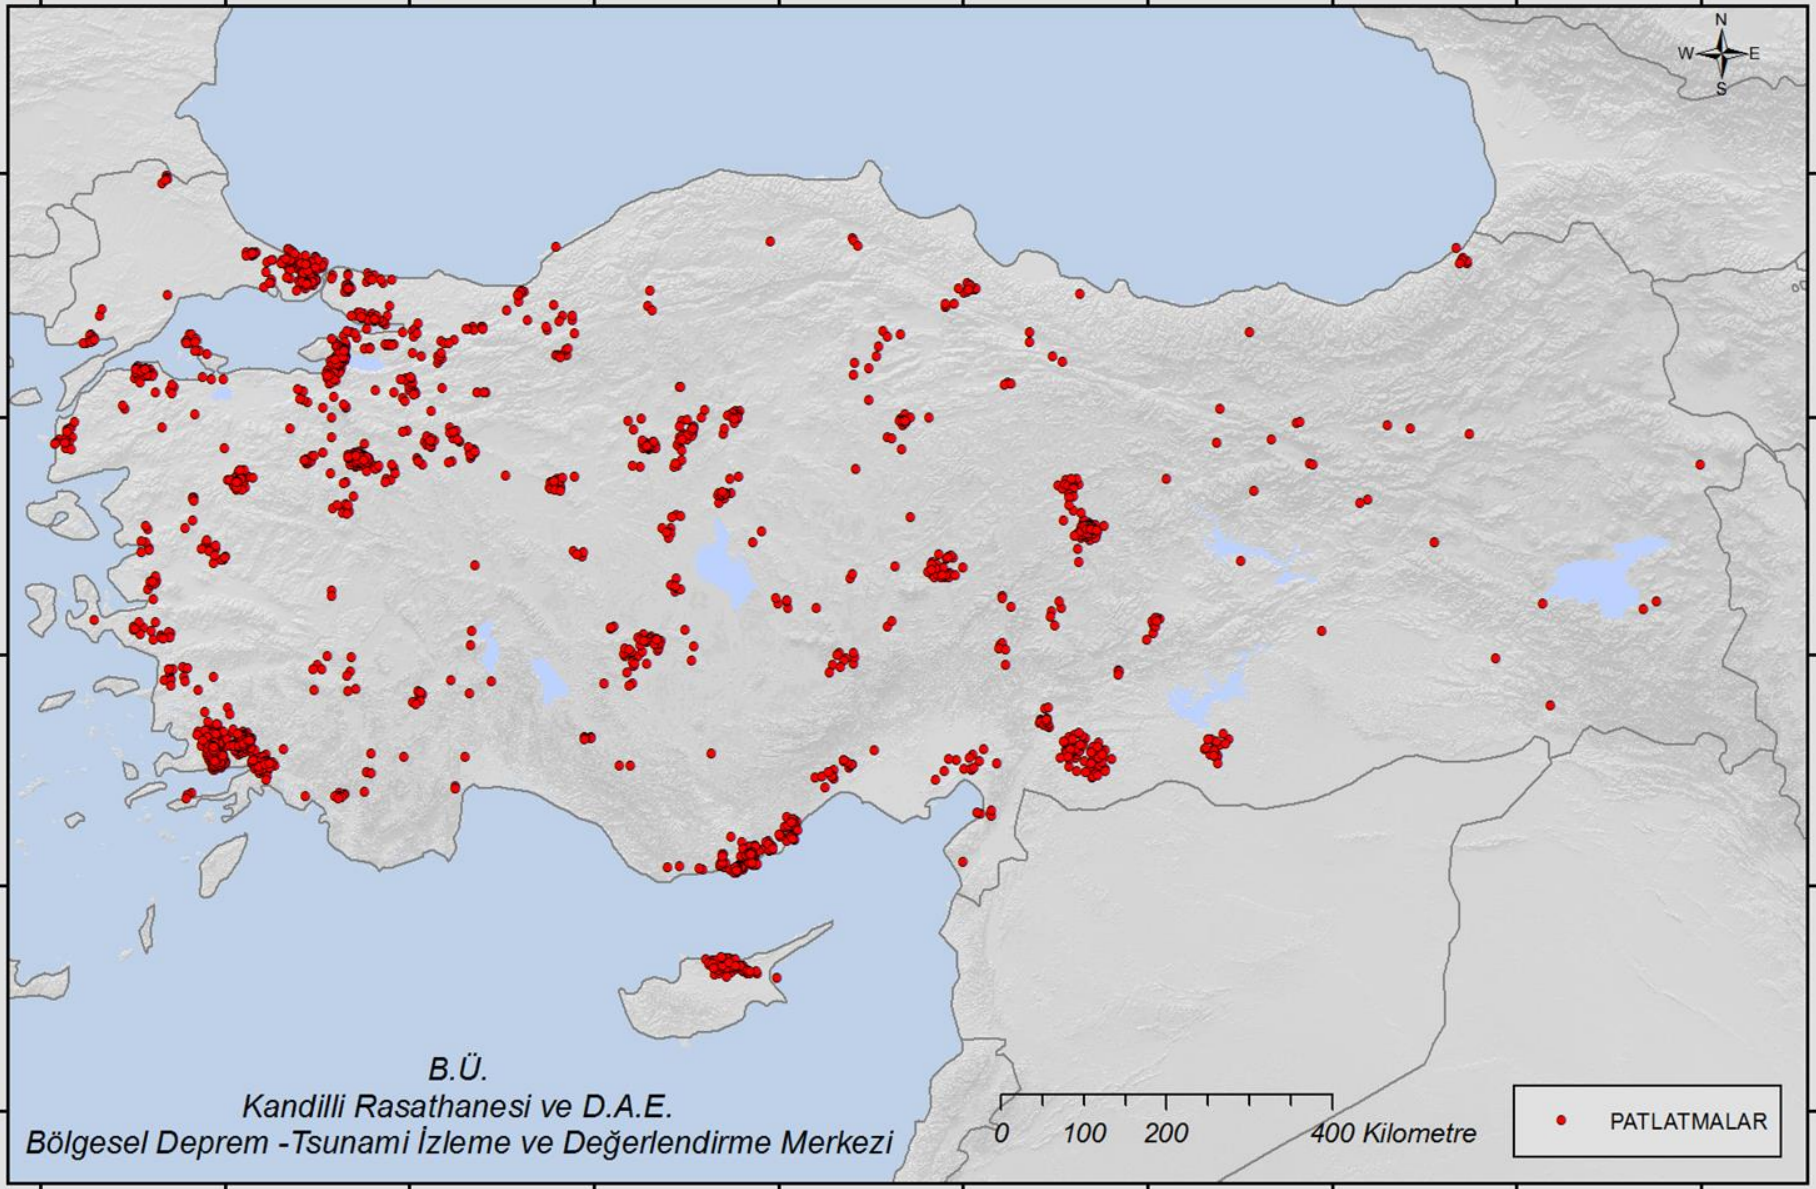 N
W E
S
B.Ü.
Kandilli Rasathanesi ve D.A.E.
Bölgesel Deprem -Tsunami İzleme ve Değerlendirme Merkezi
0 100 200 400 Kilometre
PATLATMALAR